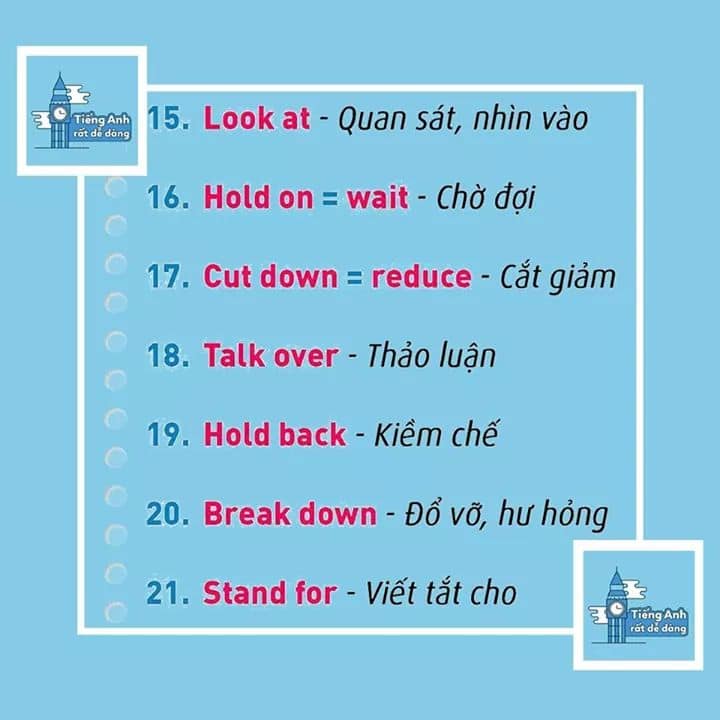 Tiếng Anh
rất dễ dàng
15. Look at - Quan sát, nhìn vào
16. Hold on = wait - Chờ đợi
17. Cut down = reduce - Cắt giảm
18. Talk over - Thảo luận
19. Hold back - Kiềm chế
20. Break down - Đổ vỡ, hư hỏng
21. Stand for - Viết tắt cho
Tiếng Anh
rất dễ dàng